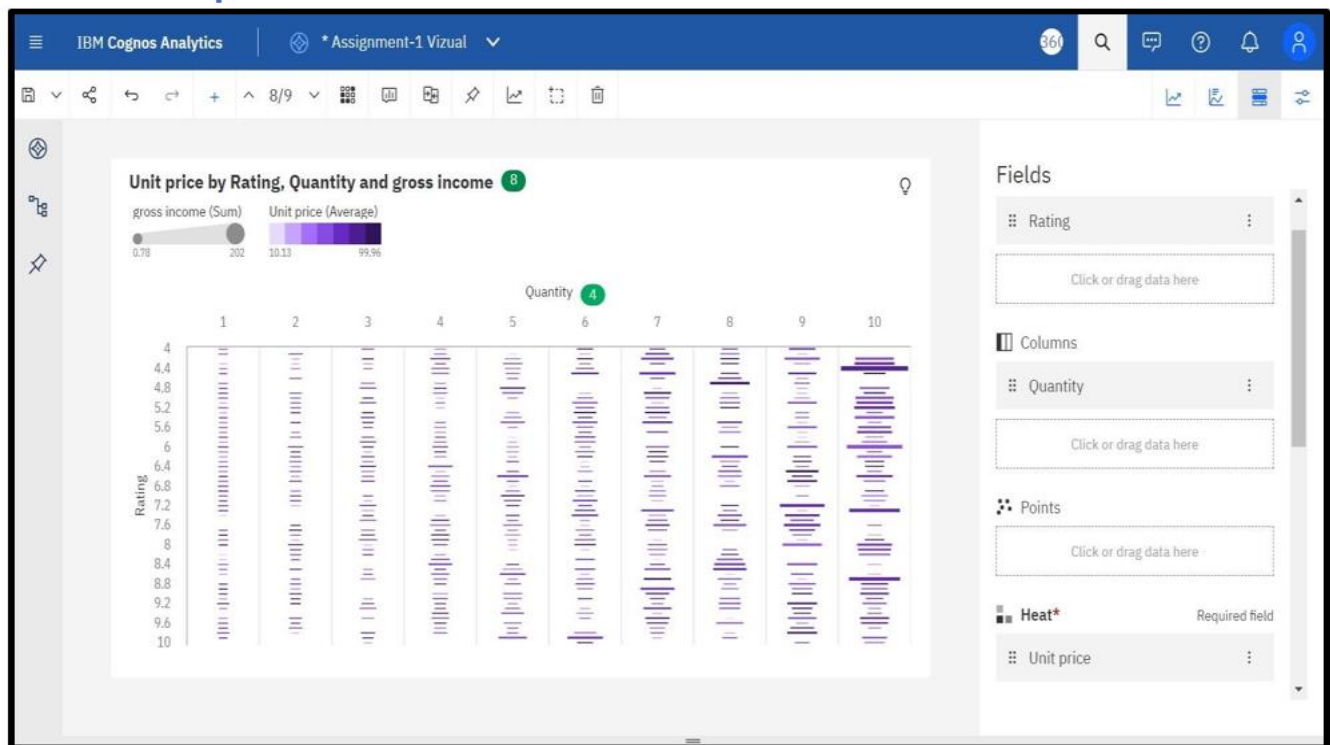 IBM Cognos Analytics
* Assignment-1 Vizual
360
8/9
Unit price by Rating, Quantity and gross income 8
gross income (Sum) Unit price (Average)
0.78 202 10.13 99.96
Quantity 4
1 2 3 4 5 6 7 8 9 10
Rating
4
4.4
4.8
5.2
5.6
6
6.4
6.8
7.2
7.6
8
8.4
8.8
9.2
9.6
10
Fields
Rating
Click or drag data here
Columns
Quantity
Click or drag data here
Points
Click or drag data here
Heat* Required field
Unit price